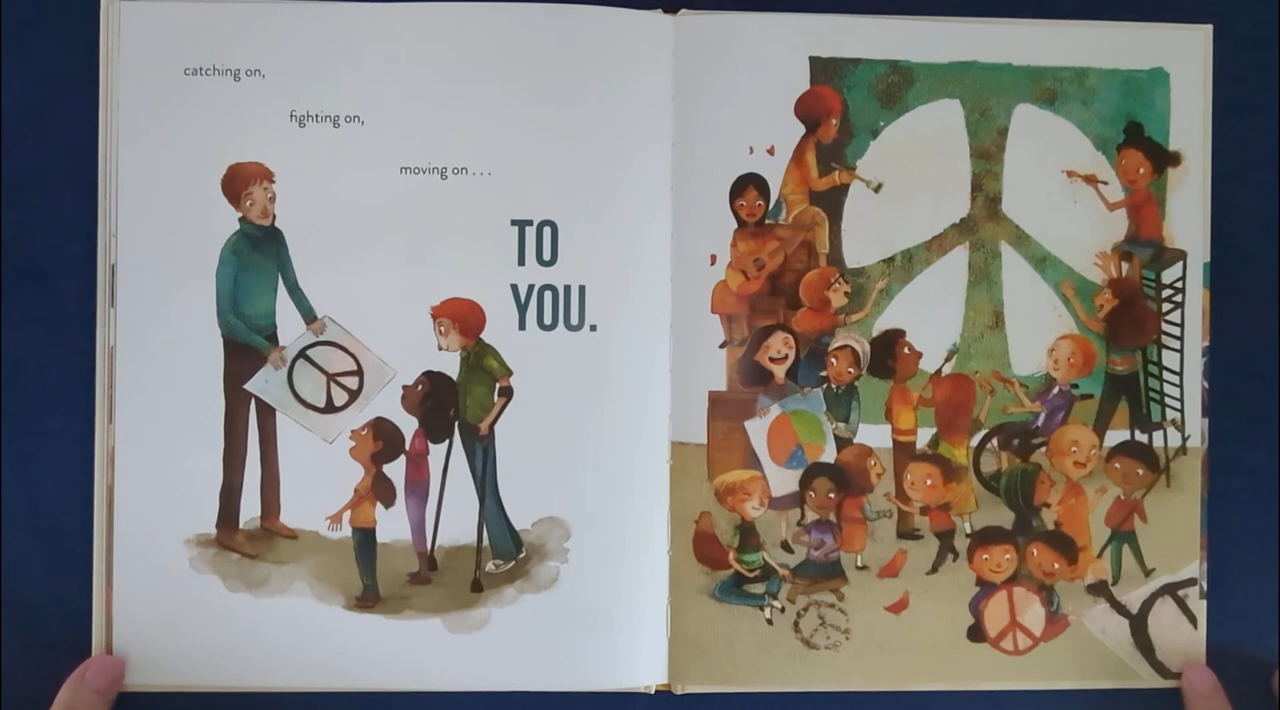 catching on,
fighting on,
moving on . . .
TO
YOU.